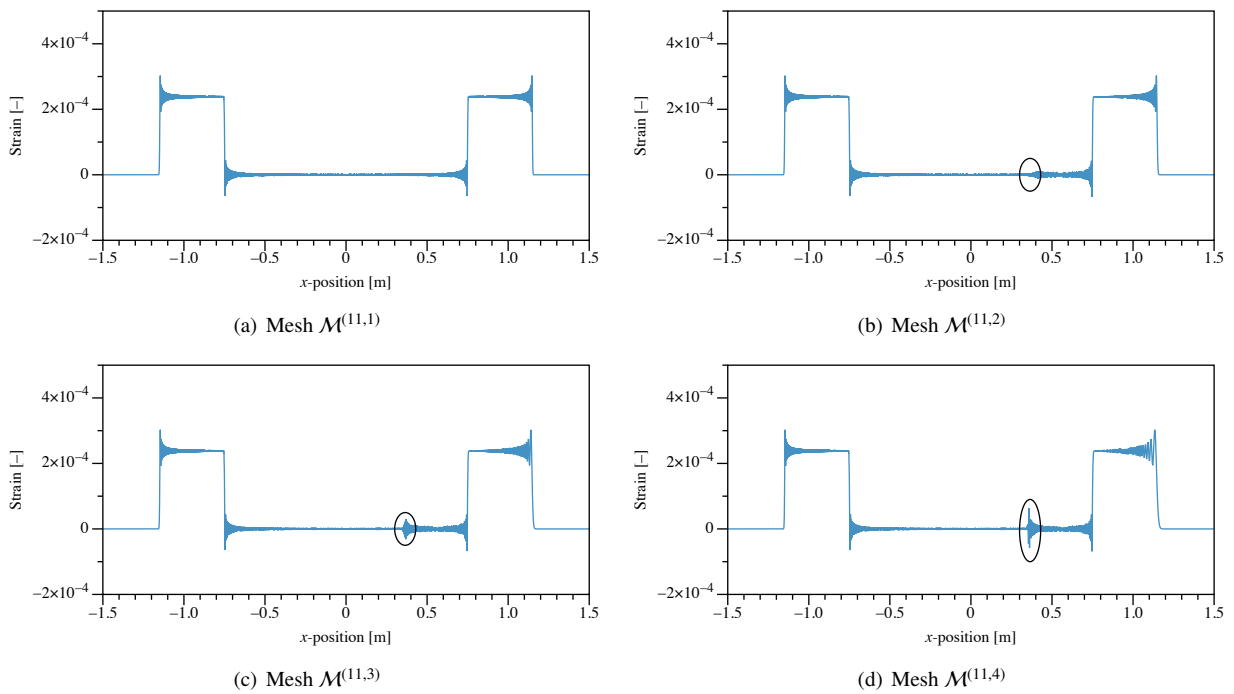 4×10⁻⁴
2×10⁻⁴
0
−2×10⁻⁴
Strain [–]
−1.5 −1.0 −0.5 0 0.5 1.0 1.5
x-position [m]
(a) Mesh ℳ(11,1)
4×10⁻⁴
2×10⁻⁴
0
−2×10⁻⁴
Strain [–]
−1.5 −1.0 −0.5 0 0.5 1.0 1.5
x-position [m]
(b) Mesh ℳ(11,2)
4×10⁻⁴
2×10⁻⁴
0
−2×10⁻⁴
Strain [–]
−1.5 −1.0 −0.5 0 0.5 1.0 1.5
x-position [m]
(c) Mesh ℳ(11,3)
4×10⁻⁴
2×10⁻⁴
0
−2×10⁻⁴
Strain [–]
−1.5 −1.0 −0.5 0 0.5 1.0 1.5
x-position [m]
(d) Mesh ℳ(11,4)